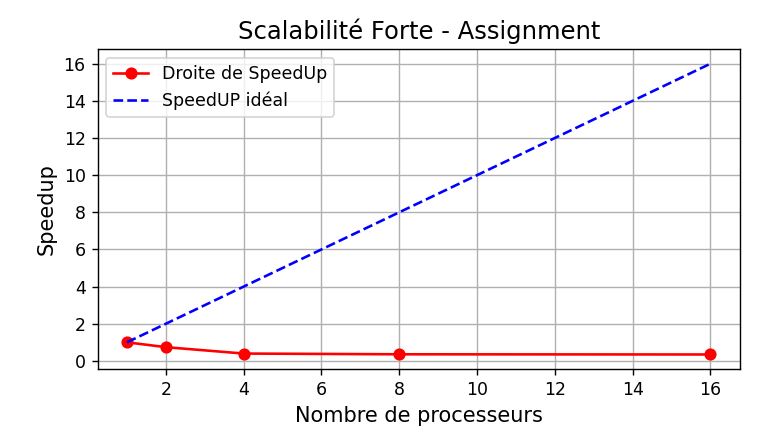 Scalabilité Forte - Assignment
Droite de SpeedUp
SpeedUP idéal
Speedup
16
14
12
10
8
6
4
2
0
2 4 6 8 10 12 14 16
Nombre de processeurs